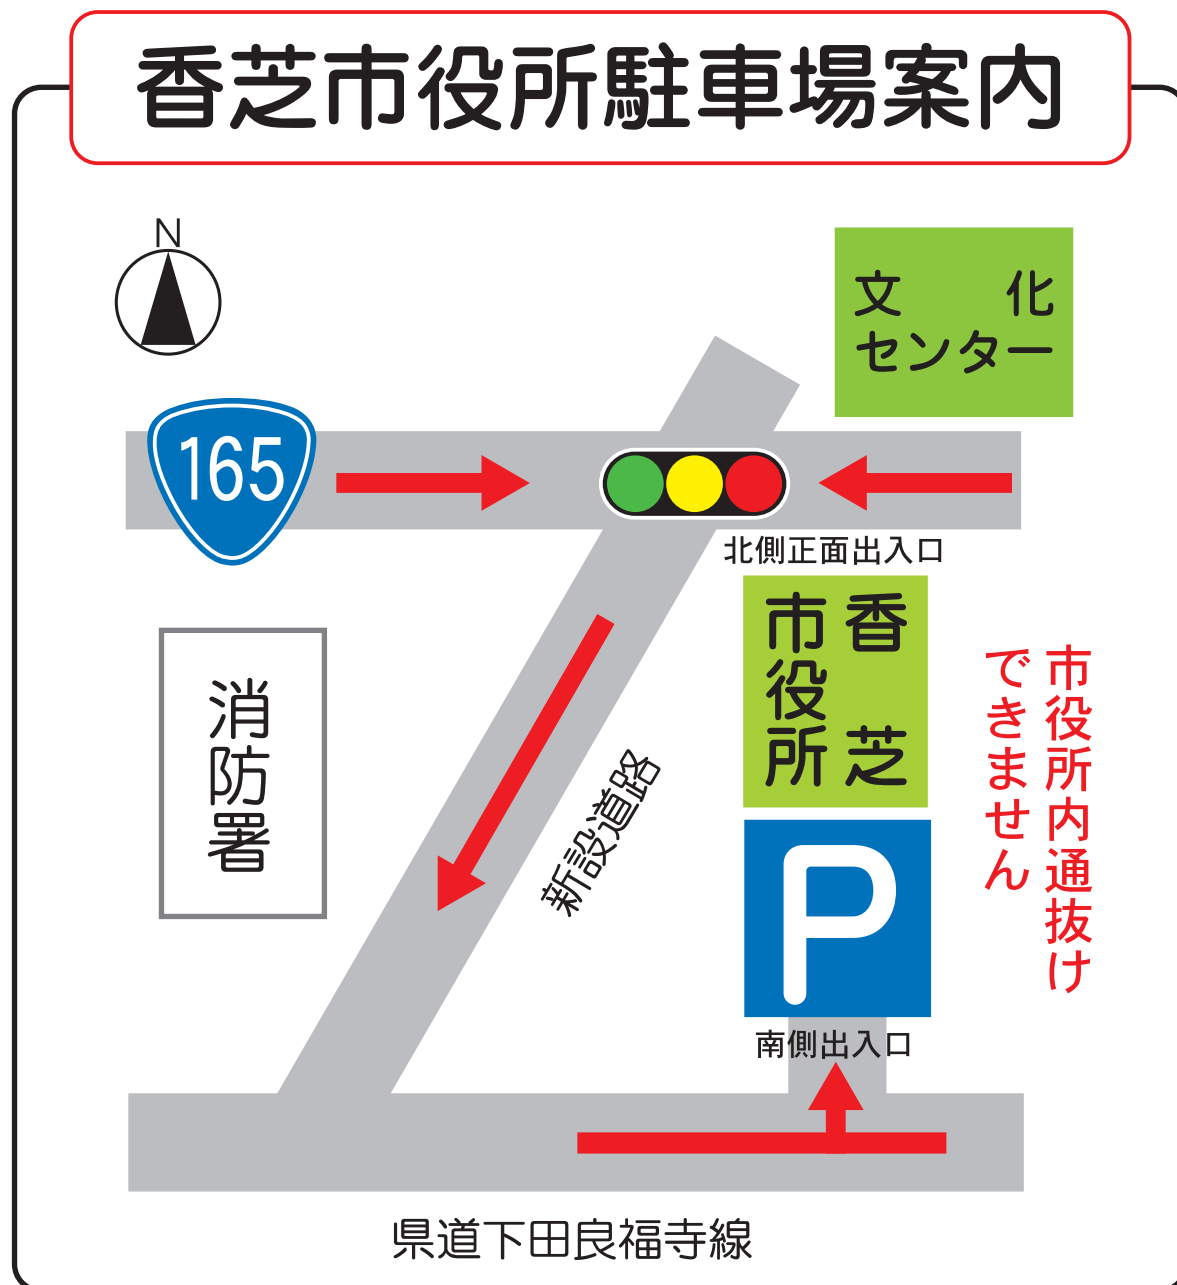 香芝市役所駐車場案内
N
文化
センター
165
北側正面出入口
香芝
市役所
消防署
市役所内通抜け
できません
新設道路
P
南側出入口
県道下田良福寺線